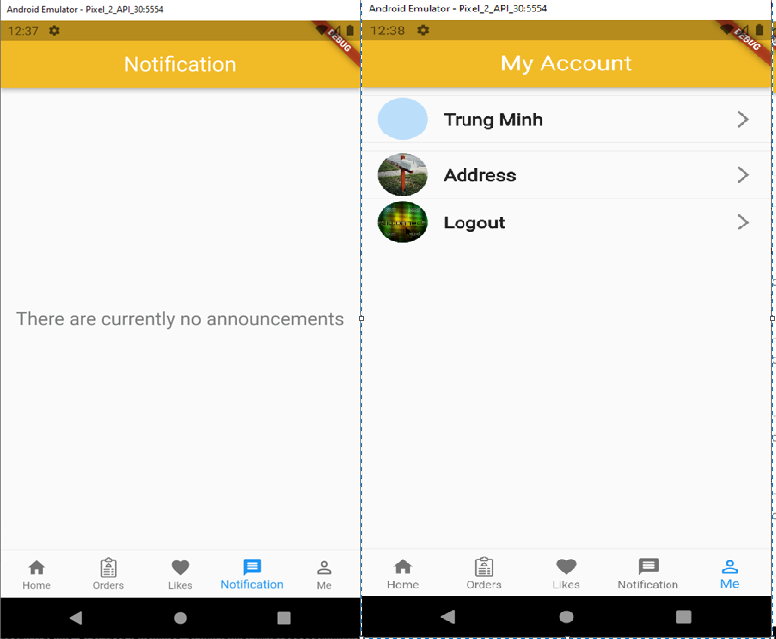 Android Emulator - Pixel_2_API_30:5554
12:37
DEBUG
Notification
There are currently no announcements
Home
Orders
Likes
Notification
Me
Android Emulator - Pixel_2_API_30:5554
12:38
DEBUG
My Account
Trung Minh
Address
Logout
Home
Orders
Likes
Notification
Me